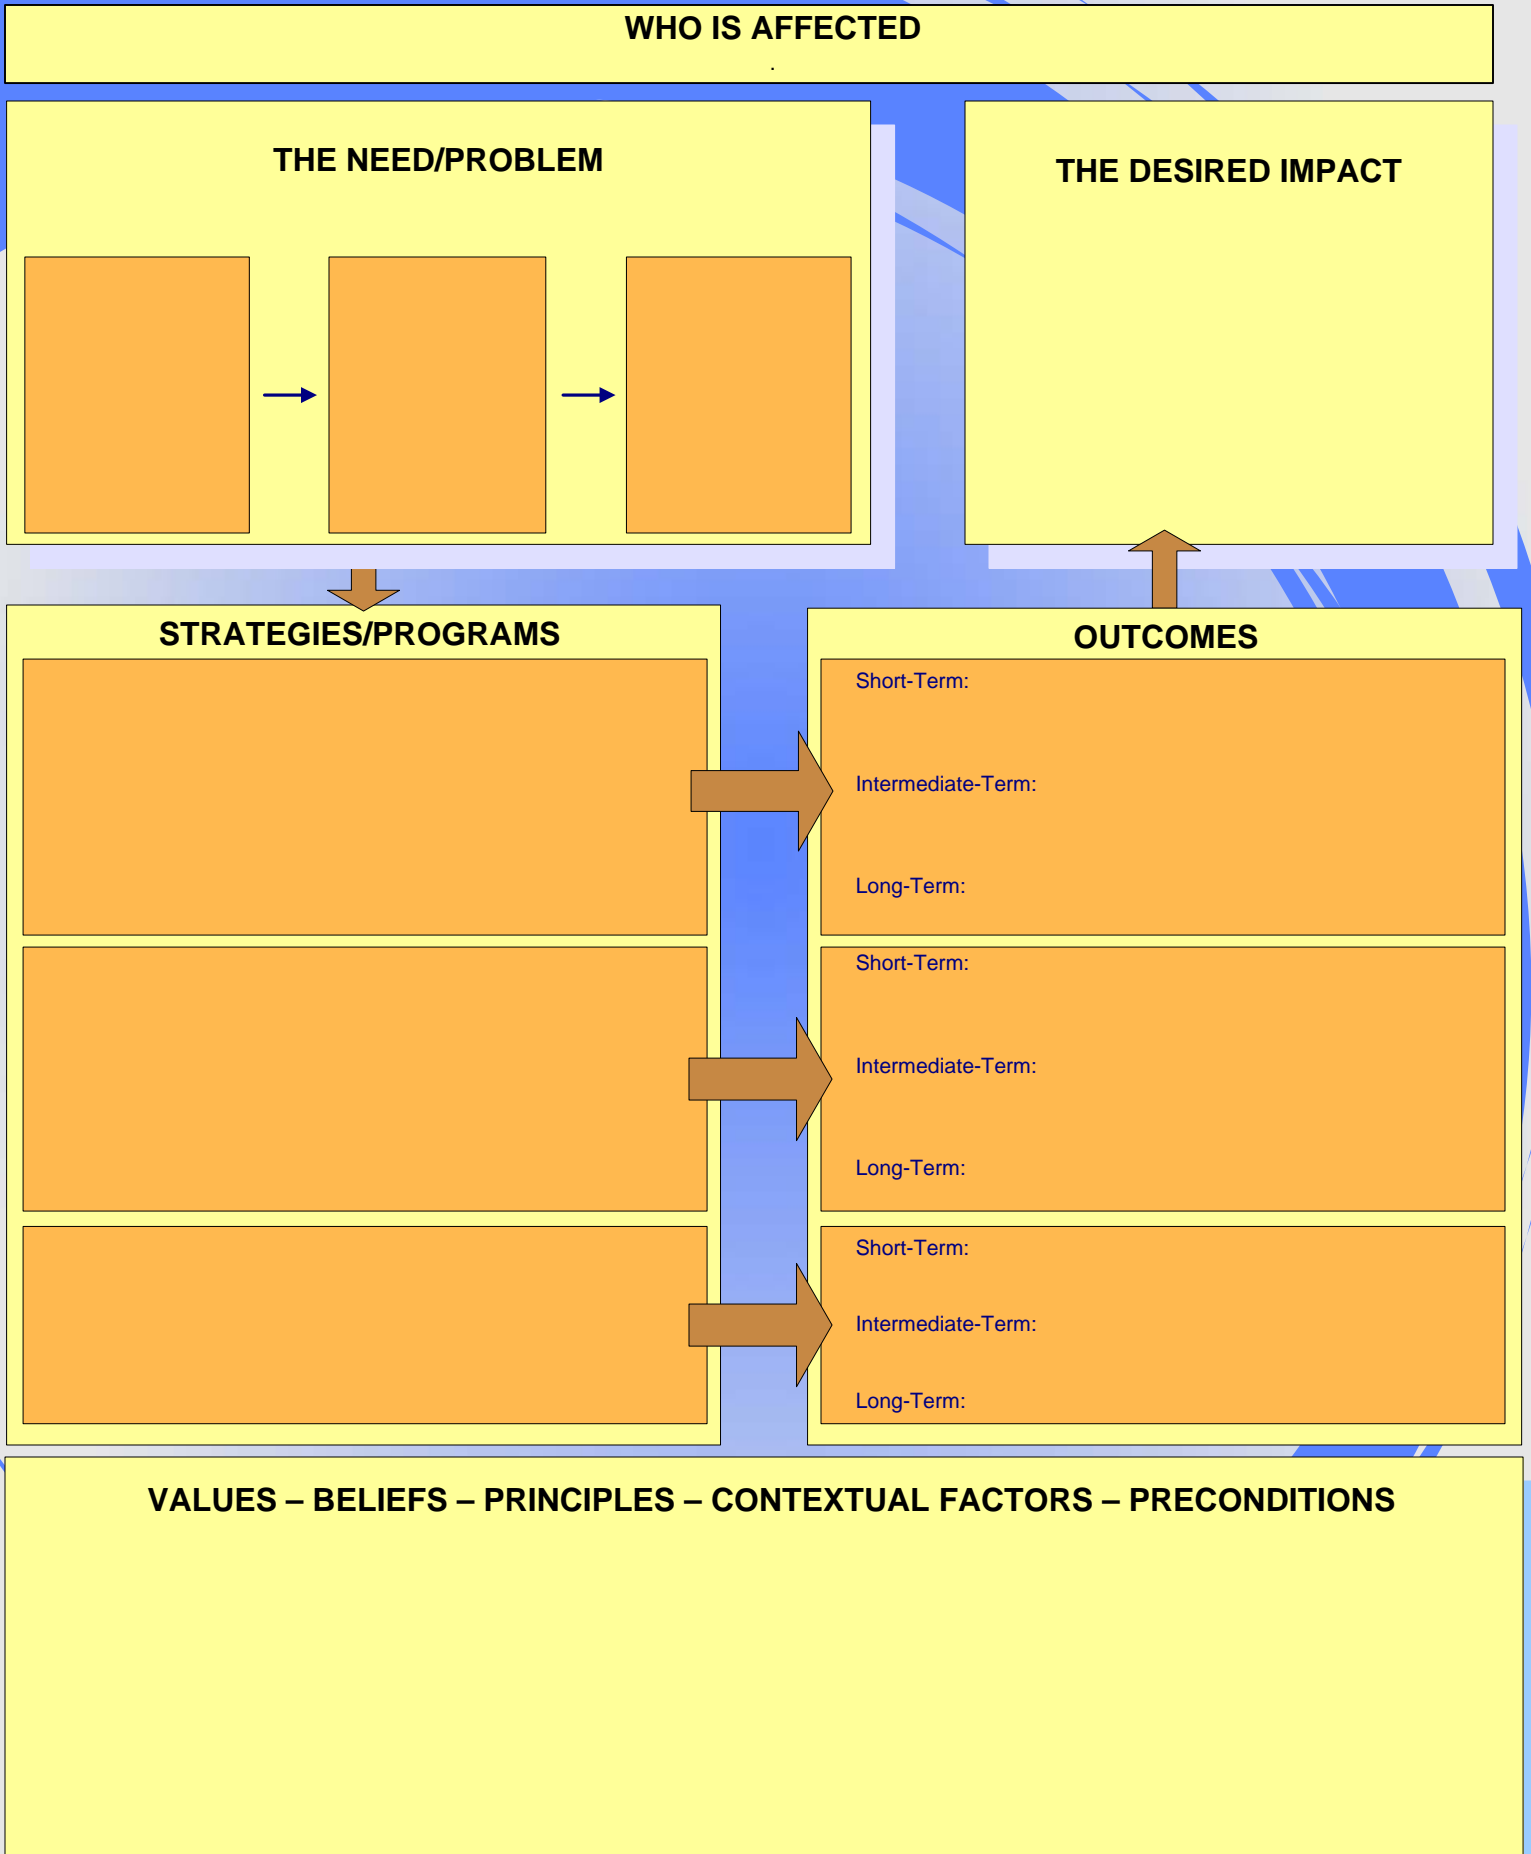 WHO IS AFFECTED
.
THE NEED/PROBLEM
THE DESIRED IMPACT
STRATEGIES/PROGRAMS
OUTCOMES
Short-Term:
Intermediate-Term:
Long-Term:
Short-Term:
Intermediate-Term:
Long-Term:
Short-Term:
Intermediate-Term:
Long-Term:
VALUES – BELIEFS – PRINCIPLES – CONTEXTUAL FACTORS – PRECONDITIONS